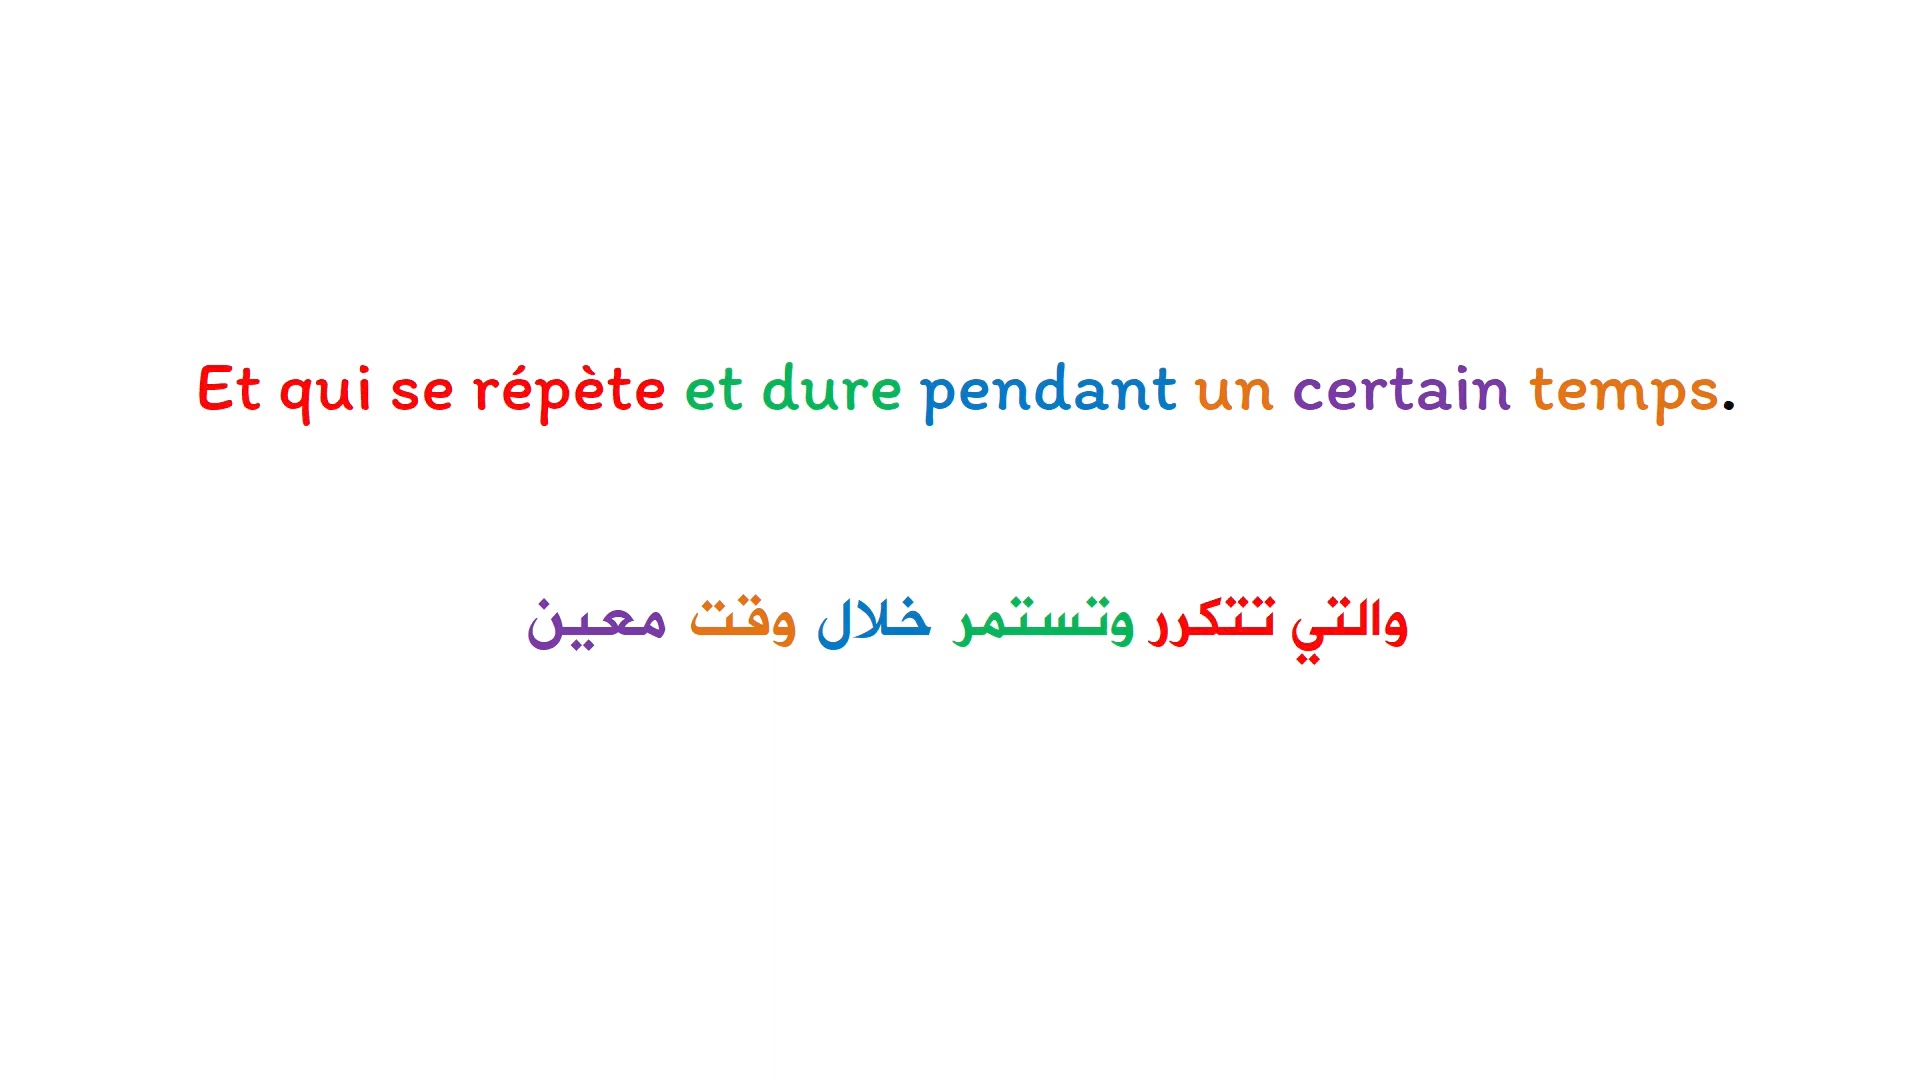 Et qui se répète et dure pendant un certain temps.
والتي تتكرر وتستمر خلال وقت معين